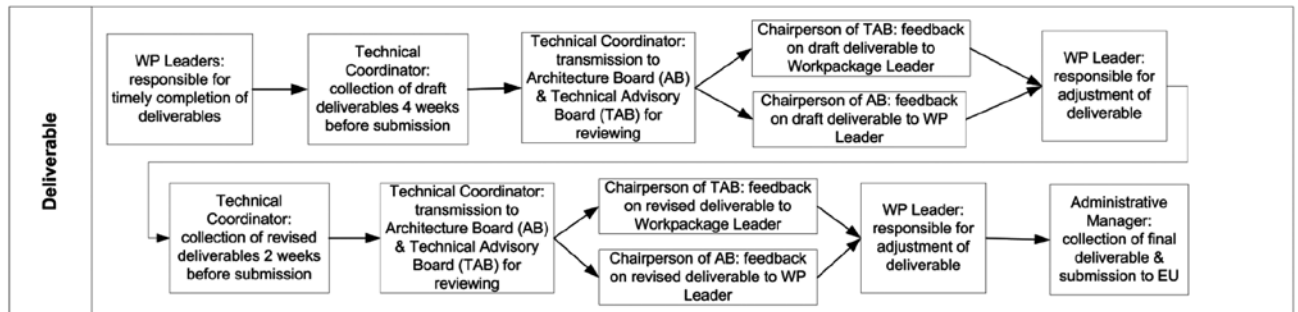 Deliverable
WP Leaders:
responsible for
timely completion of
deliverables
Technical
Coordinator:
collection of draft
deliverables 4 weeks
before submission
Technical Coordinator:
transmission to
Architecture Board (AB)
& Technical Advisory
Board (TAB) for
reviewing
Chairperson of TAB: feedback
on draft deliverable to
Workpackage Leader
Chairperson of AB: feedback
on draft deliverable to WP
Leader
WP Leader:
responsible for
adjustment of
deliverable
Technical
Coordinator:
collection of revised
deliverables 2 weeks
before submission
Technical Coordinator:
transmission to
Architecture Board (AB)
& Technical Advisory
Board (TAB) for
reviewing
Chairperson of TAB: feedback
on revised deliverable to
Workpackage Leader
Chairperson of AB: feedback
on revised deliverable to WP
Leader
WP Leader:
responsible for
adjustment of
deliverable
Administrative
Manager:
collection of final
deliverable &
submission to EU